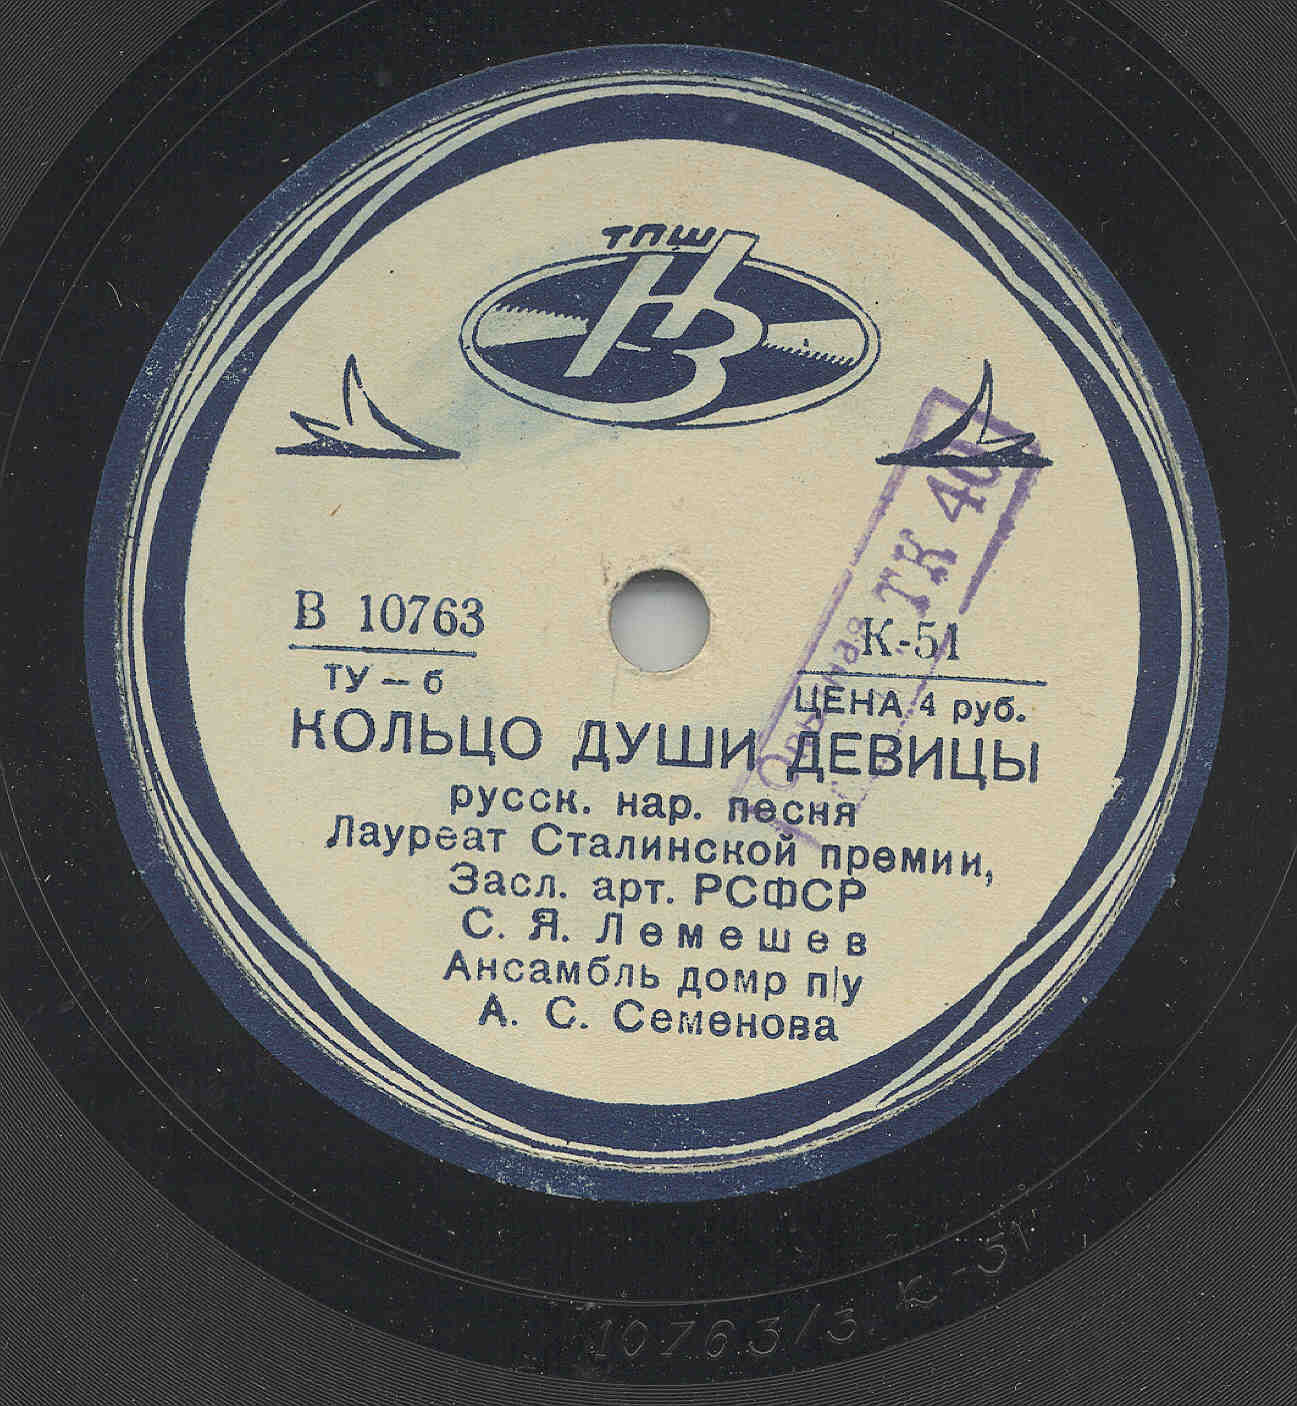 ТПШ
НЗ
ТК 40
В 10763
К-51
ТУ – б
ЦЕНА 4 руб.
КОЛЬЦО ДУШИ ДЕВИЦЫ
русск. нар. песня
Лауреат Сталинской премии,
Засл. арт. РСФСР
С. Я. Лемешев
Ансамбль домр п/у
А. С. Семенова
10763/3 К-51